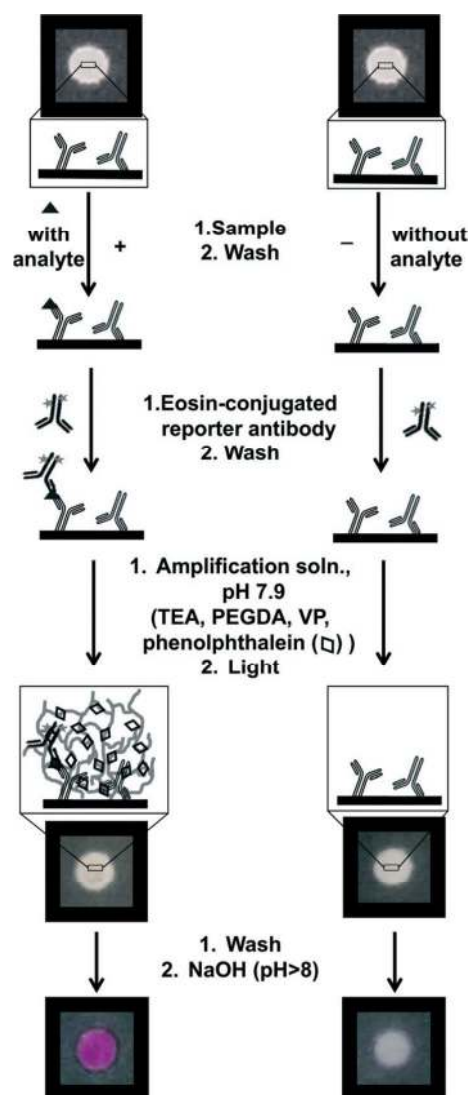 with
analyte
+
1.Sample
2. Wash
–
without
analyte
1.Eosin-conjugated
reporter antibody
2. Wash
1. Amplification soln.,
pH 7.9
(TEA, PEGDA, VP,
phenolphthalein ( ) )
2. Light
1. Wash
2. NaOH (pH>8)